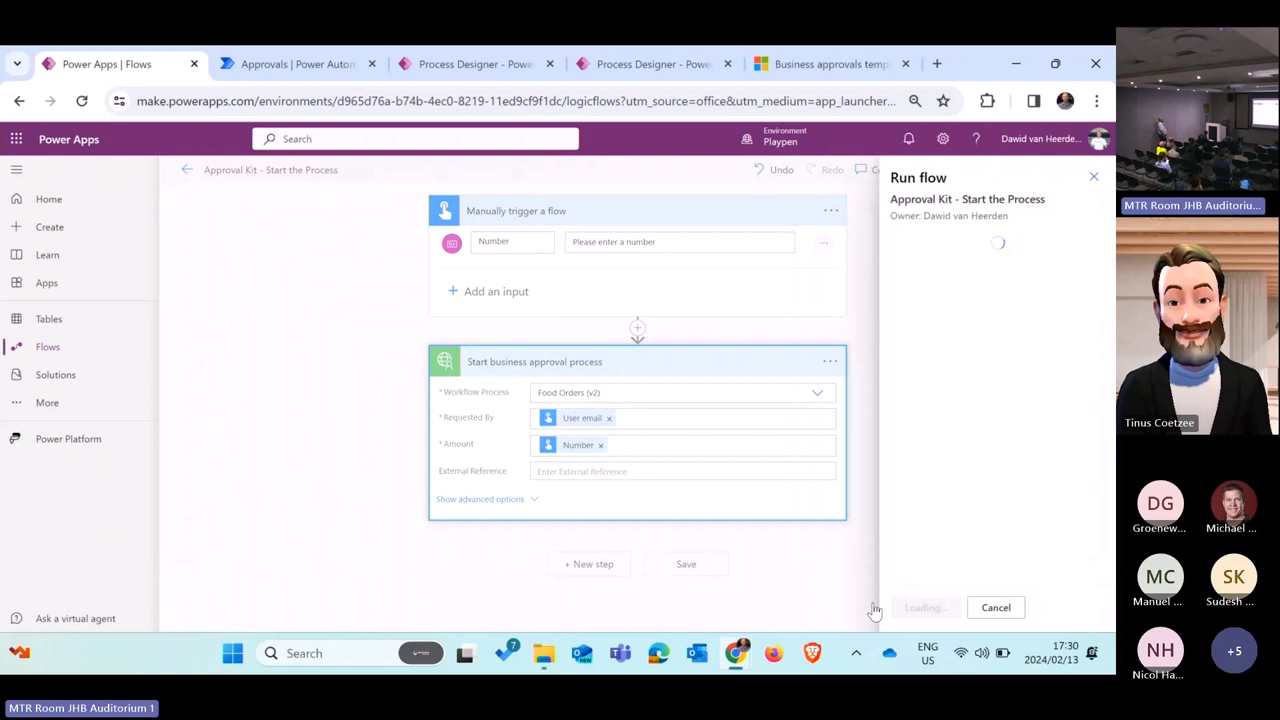 Power Apps | Flows
Approvals | Power Autom
Process Designer - Power
Process Designer - Power
Business approvals temp
make.powerapps.com/environments/d965d76a-b74b-4ec0-8219-11ed9cf9f1dc/logicflows?utm_source=office&utm_medium=app_launcher...
Power Apps
Search
Environment
Playpen
Dawid van Heerde...
Approval Kit - Start the Process
Undo
Redo
Home
Create
Learn
Apps
Tables
Flows
Solutions
More
Power Platform
Ask a virtual agent
Manually trigger a flow
Number
Please enter a number
Add an input
Start business approval process
* Workflow Process
Food Orders (v2)
* Requested By
User email
* Amount
Number
External Reference
Enter External Reference
Show advanced options
+ New step
Save
Run flow
Approval Kit - Start the Process
Owner: Dawid van Heerden
Loading...
Cancel
Search
7
NEW
ENG
US
17:30
2024/02/13
MTR Room JHB Auditoriu...
Tinus Coetzee
DG
Groenew...
Michael ...
MC
Manuel ...
SK
Sudesh ...
NH
Nicol Ha...
+5
MTR Room JHB Auditorium 1